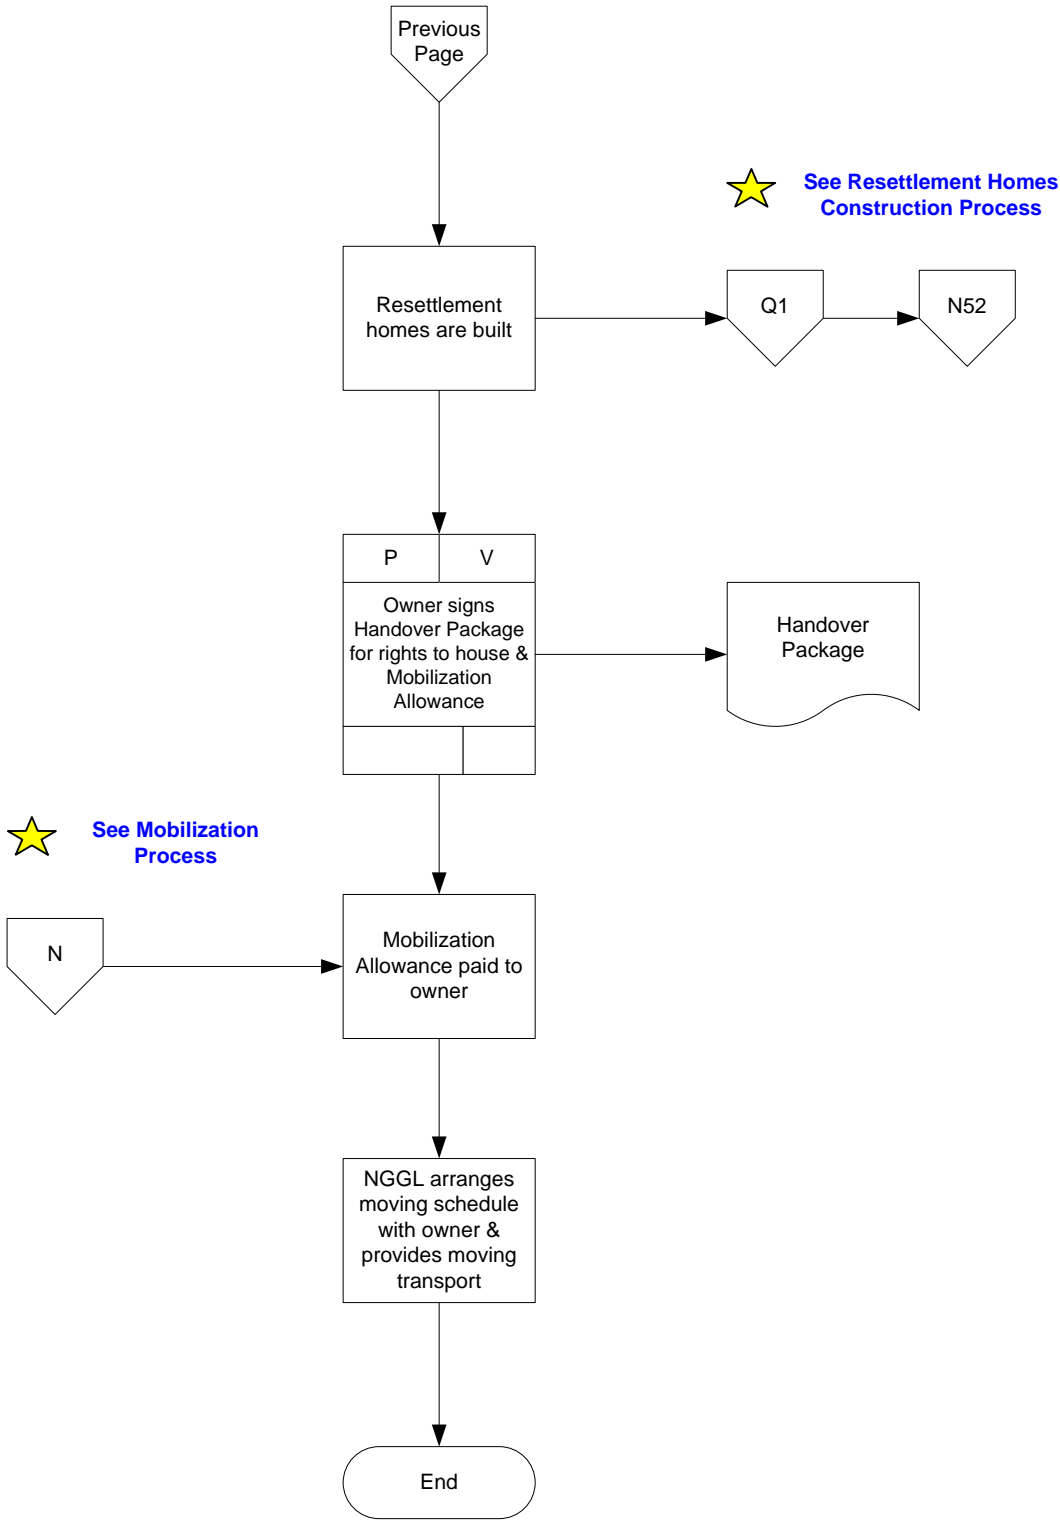 Previous
Page
See Resettlement Homes
Construction Process
Resettlement
homes are built
Q1
N52
P
V
Owner signs
Handover Package
for rights to house &
Mobilization
Allowance
Handover
Package
See Mobilization
Process
N
Mobilization
Allowance paid to
owner
NGGL arranges
moving schedule
with owner &
provides moving
transport
End